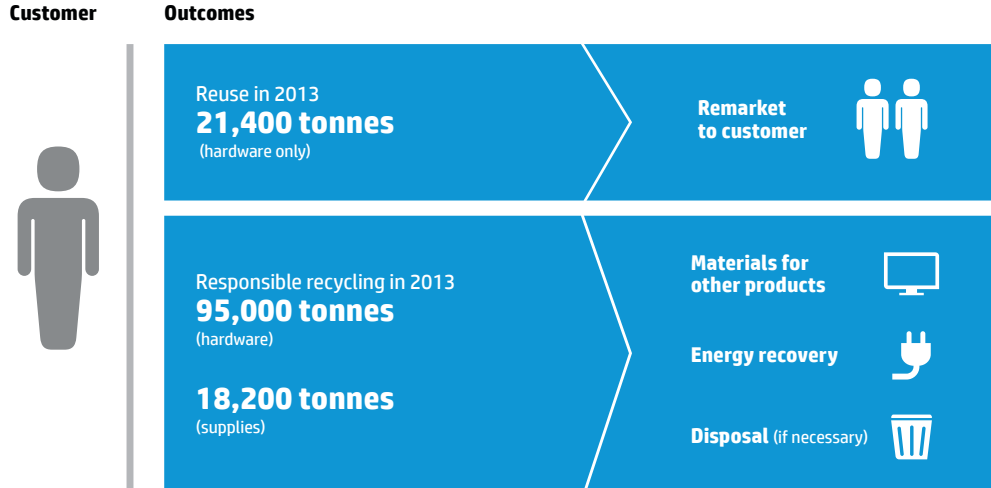 Customer
Outcomes
Reuse in 2013
21,400 tonnes
(hardware only)
Remarket
to customer
Responsible recycling in 2013
95,000 tonnes
(hardware)
18,200 tonnes
(supplies)
Materials for
other products
Energy recovery
Disposal (if necessary)